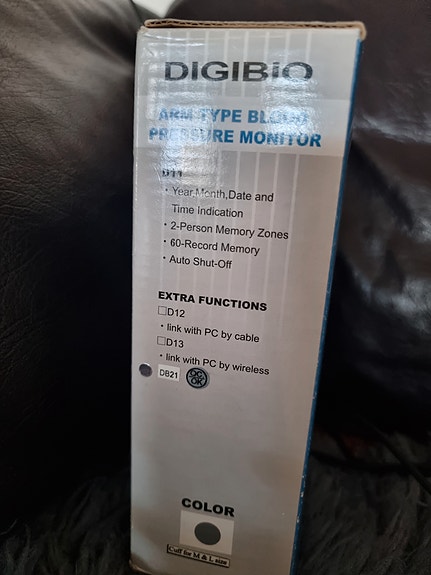 DIGIBiO
ARM TYPE BLOOD
PRESSURE MONITOR
D11
· Year,Month,Date and
Time Indication
· 2-Person Memory Zones
· 60-Record Memory
· Auto Shut-Off
EXTRA FUNCTIONS
□D12
· link with PC by cable
□D13
· link with PC by wireless
DB21 QC OK
COLOR
Cuff for M & L size